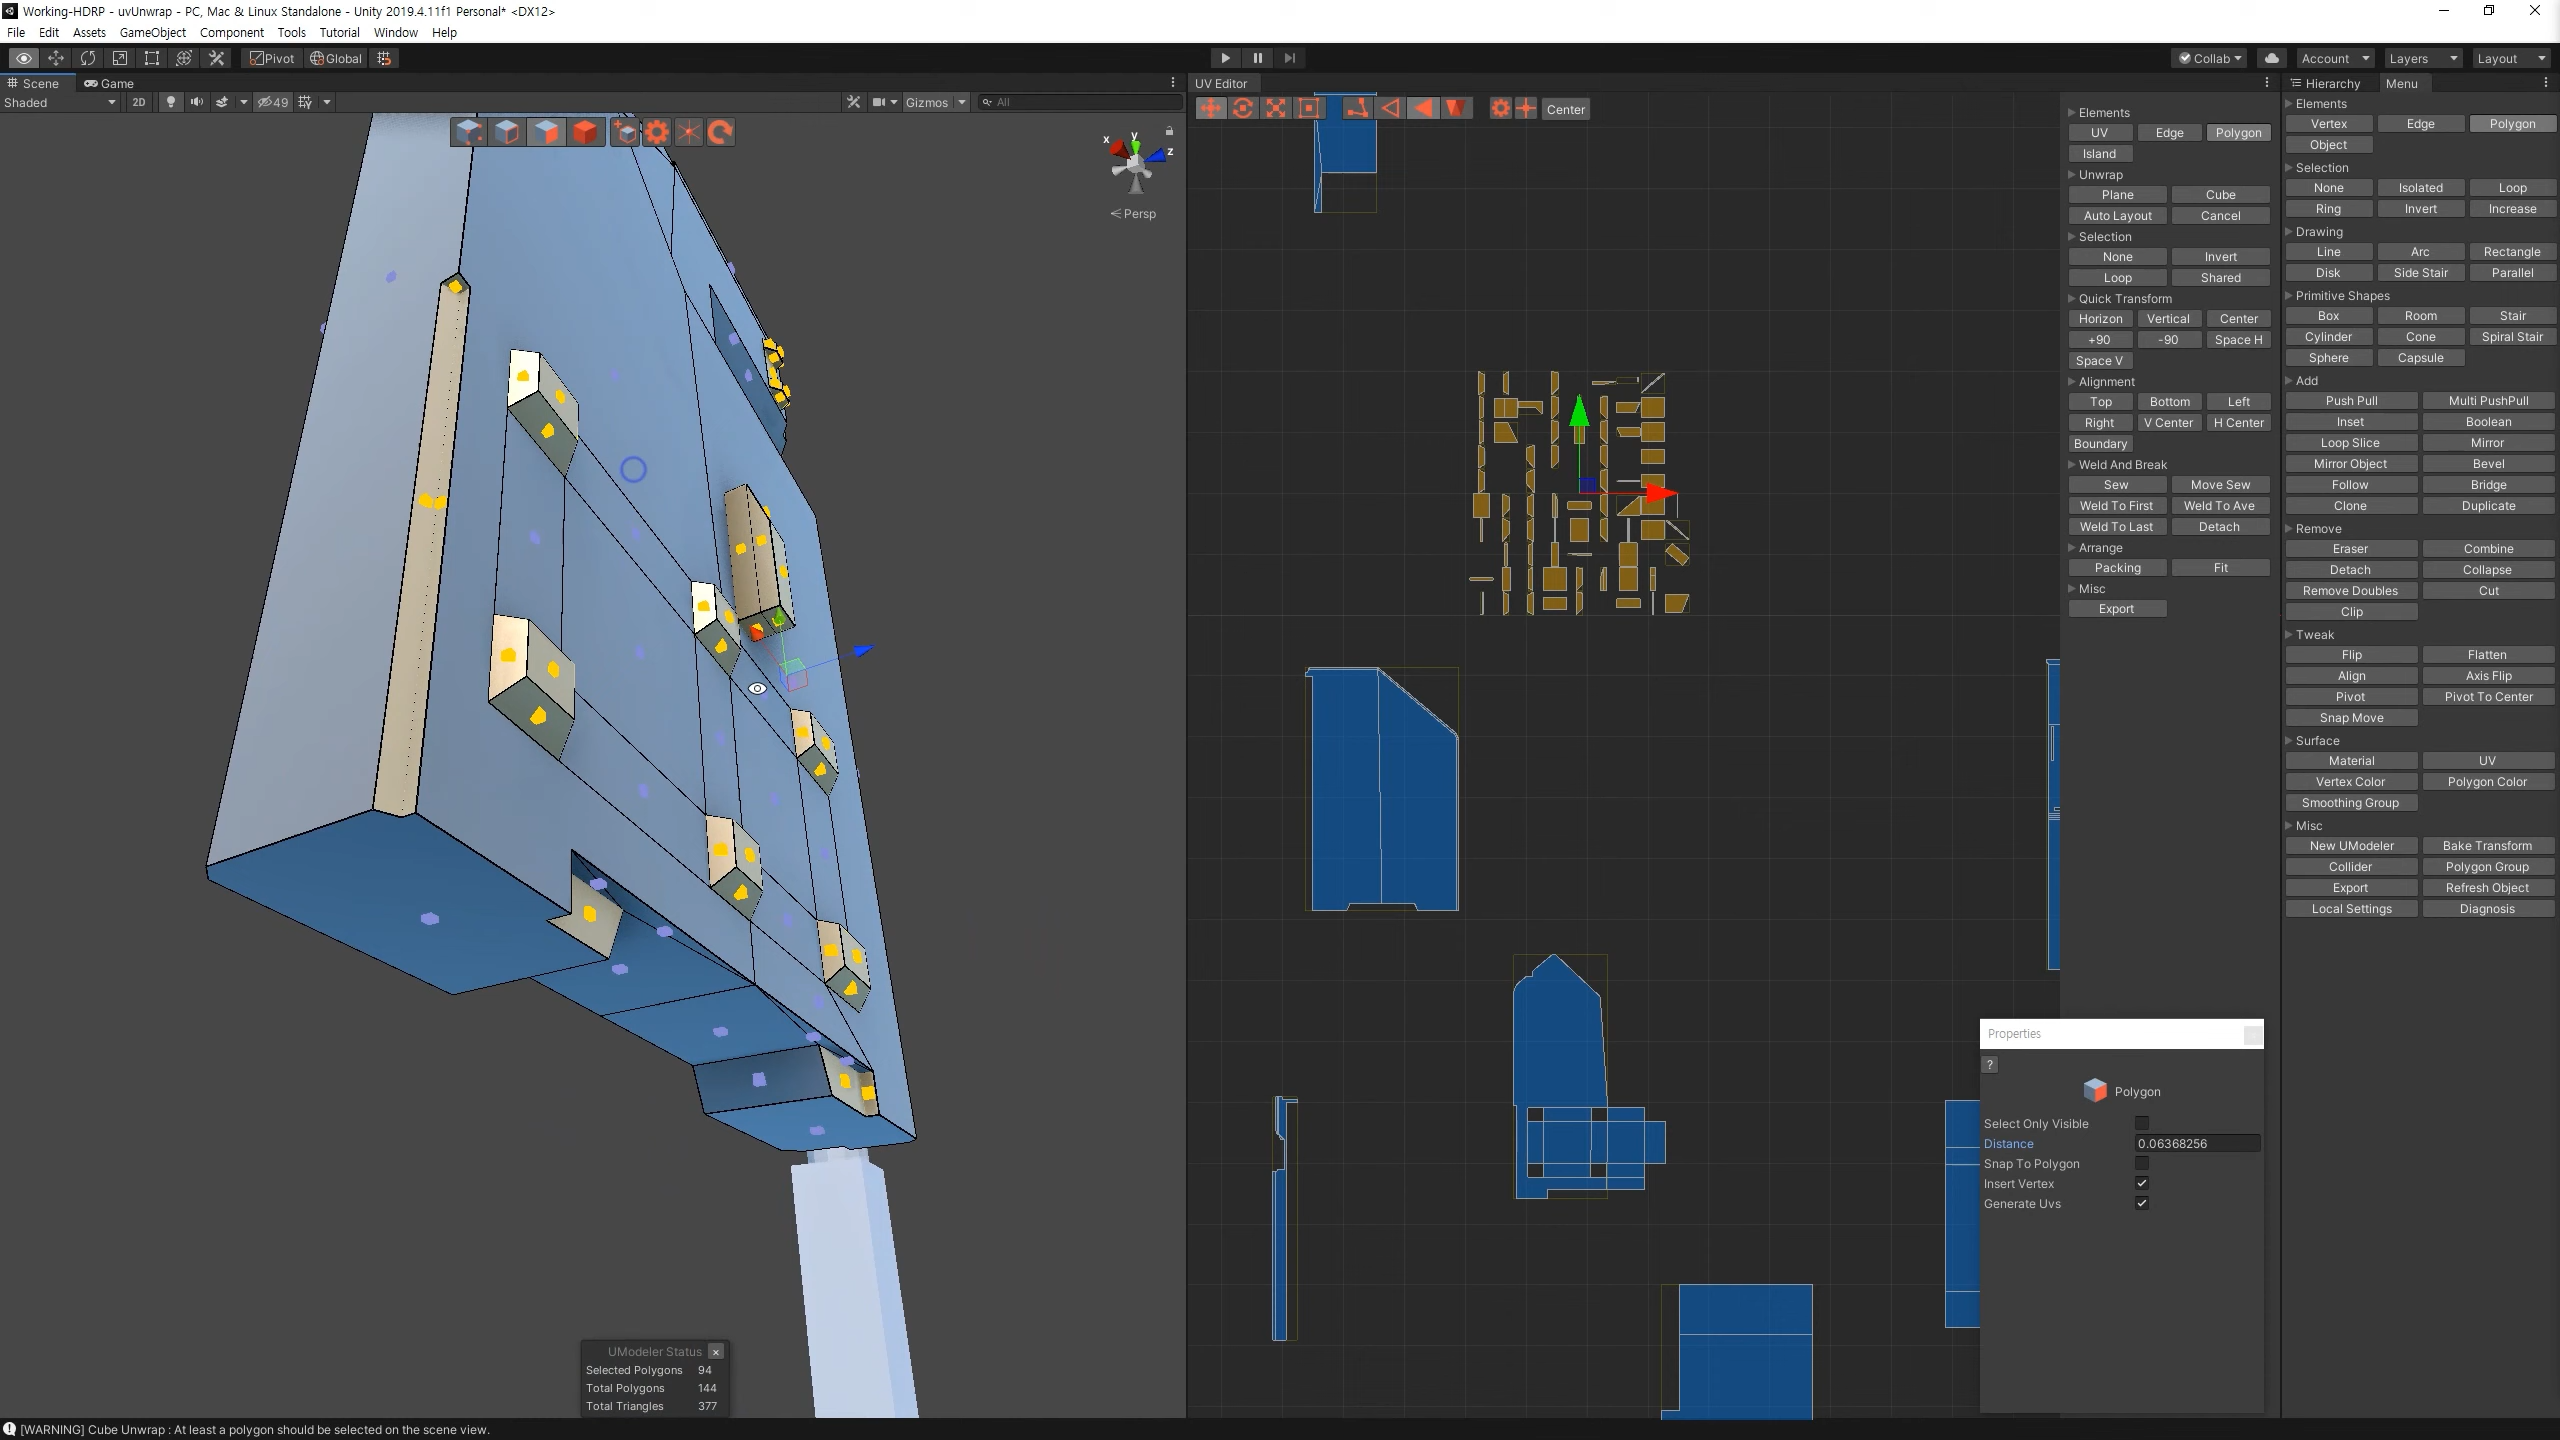 Working-HDRP - uvUnwrap - PC, Mac & Linux Standalone - Unity 2019.4.11f1 Personal* <DX12>
File Edit Assets GameObject Component Tools Tutorial Window Help
Pivot Global Collab Account Layers Layout
Scene Game
Shaded 2D 49 Gizmos All
x y z
Persp
UModeler Status
Selected Polygons 94
Total Polygons 144
Total Triangles 377
UV Editor
Center
Elements
UV Edge Polygon
Island
Unwrap
Plane Cube
Auto Layout Cancel
Selection
None Invert
Loop Shared
Quick Transform
Horizon Vertical Center
+90 -90 Space H
Space V
Alignment
Top Bottom Left
Right V Center H Center
Boundary
Weld And Break
Sew Move Sew
Weld To First Weld To Ave
Weld To Last Detach
Arrange
Packing Fit
Misc
Export
Properties
?
Polygon
Select Only Visible
Distance 0.06368256
Snap To Polygon
Insert Vertex
Generate Uvs
Hierarchy Menu
Elements
Vertex Edge Polygon
Object
Selection
None Isolated Loop
Ring Invert Increase
Drawing
Line Arc Rectangle
Disk Side Stair Parallel
Primitive Shapes
Box Room Stair
Cylinder Cone Spiral Stair
Sphere Capsule
Add
Push Pull Multi PushPull
Inset Boolean
Loop Slice Mirror
Mirror Object Bevel
Follow Bridge
Clone Duplicate
Remove
Eraser Combine
Detach Collapse
Remove Doubles Cut
Clip
Tweak
Flip Flatten
Align Axis Flip
Pivot Pivot To Center
Snap Move
Surface
Material UV
Vertex Color Polygon Color
Smoothing Group
Misc
New UModeler Bake Transform
Collider Polygon Group
Export Refresh Object
Local Settings Diagnosis
[WARNING] Cube Unwrap : At least a polygon should be selected on the scene view.